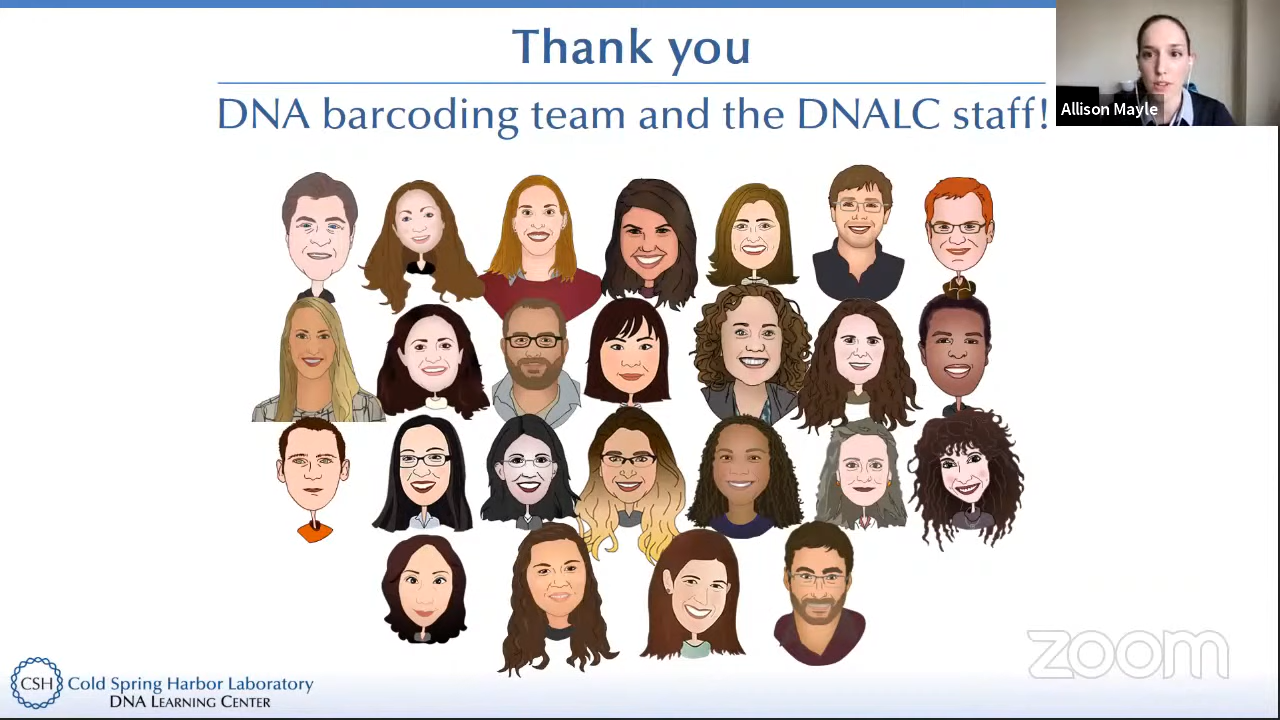 Thank you
DNA barcoding team and the DNALC staff!
Allison Mayle
CSH
Cold Spring Harbor Laboratory
DNA LEARNING CENTER
zoom